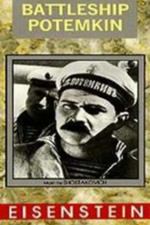 BATTLESHIP
POTEMKIN
Music by SHOSTAKOVICH
EISENSTEIN